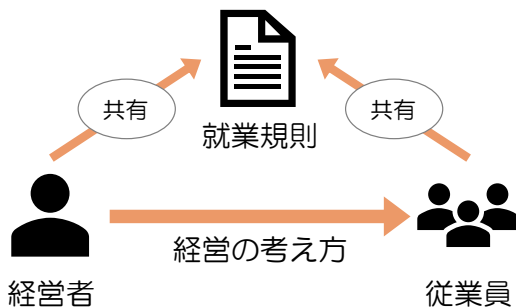 共有
共有
就業規則
経営の考え方
経営者
従業員